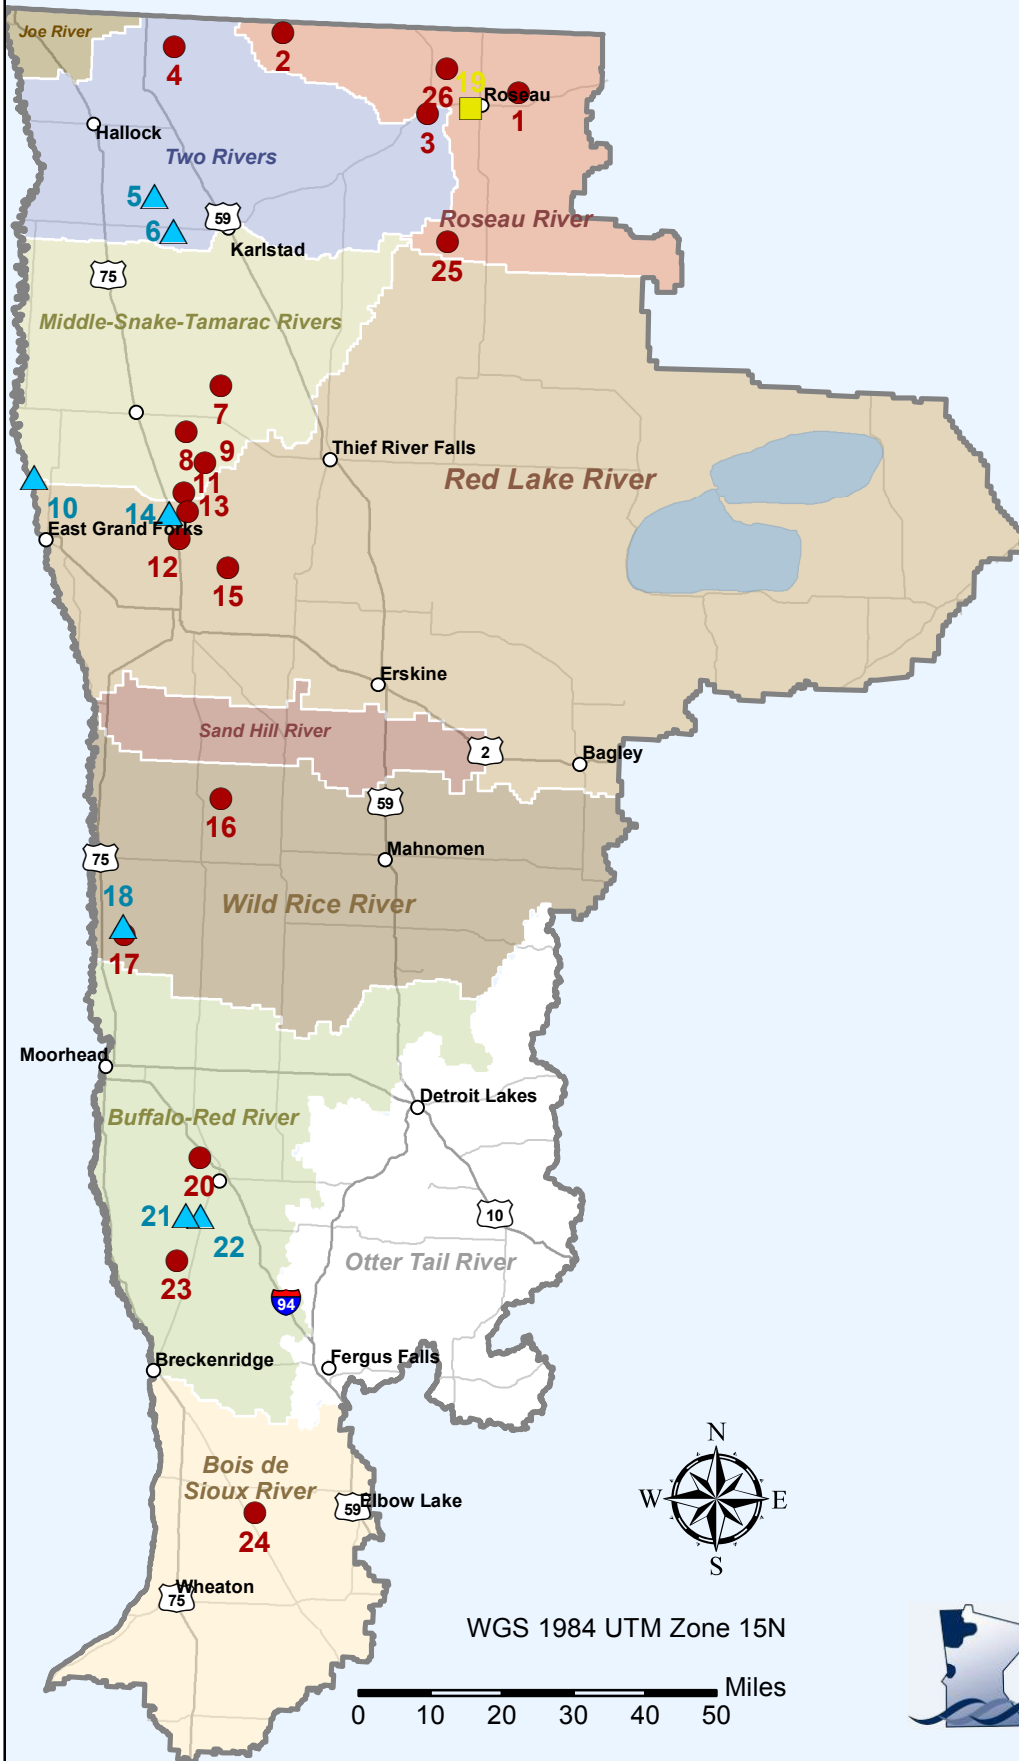 Joe River
4
2
26
19
Roseau
1
3
Hallock
Two Rivers
5
6
59
Karlstad
Roseau River
25
75
Middle-Snake-Tamarac Rivers
7
8
9
Thief River Falls
11
Red Lake River
10
14
13
East Grand Forks
12
15
Erskine
Sand Hill River
2
Bagley
16
59
Mahnomen
75
18
Wild Rice River
17
Moorhead
Detroit Lakes
Buffalo-Red River
20
21
22
10
Otter Tail River
23
94
Breckenridge
Fergus Falls
N
Bois de
Sioux River
W
E
59
Elbow Lake
24
S
Wheaton
75
WGS 1984 UTM Zone 15N
Miles
0 10 20 30 40 50